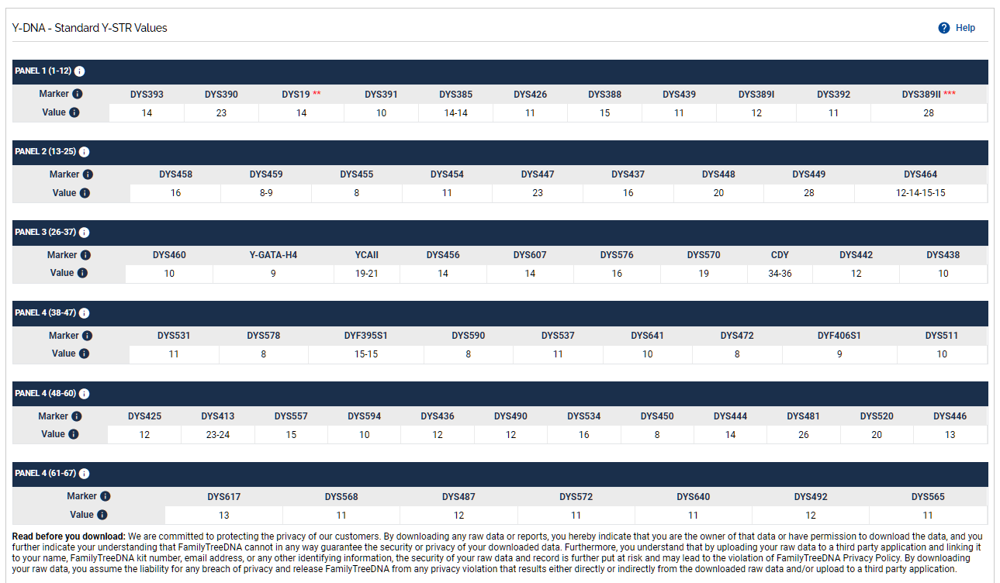 Y-DNA - Standard Y-STR Values Help
PANEL 1 (1-12)
Marker DYS393 DYS390 DYS19 ** DYS391 DYS385 DYS426 DYS388 DYS439 DYS389I DYS392 DYS389II ***
Value 14 23 14 10 14-14 11 15 11 12 11 28
PANEL 2 (13-25)
Marker DYS458 DYS459 DYS455 DYS454 DYS447 DYS437 DYS448 DYS449 DYS464
Value 16 8-9 8 11 23 16 20 28 12-14-15-15
PANEL 3 (26-37)
Marker DYS460 Y-GATA-H4 YCAII DYS456 DYS607 DYS576 DYS570 CDY DYS442 DYS438
Value 10 9 19-21 14 14 16 19 34-36 12 10
PANEL 4 (38-47)
Marker DYS531 DYS578 DYF395S1 DYS590 DYS537 DYS641 DYS472 DYF406S1 DYS511
Value 11 8 15-15 8 11 10 8 9 10
PANEL 4 (48-60)
Marker DYS425 DYS413 DYS557 DYS594 DYS436 DYS490 DYS534 DYS450 DYS444 DYS481 DYS520 DYS446
Value 12 23-24 15 10 12 12 16 8 14 26 20 13
PANEL 4 (61-67)
Marker DYS617 DYS568 DYS487 DYS572 DYS640 DYS492 DYS565
Value 13 11 12 11 11 12 11
Read before you download: We are committed to protecting the privacy of our customers. By downloading any raw data or reports, you hereby indicate that you are the owner of that data or have permission to download the data, and you
further indicate your understanding that FamilyTreeDNA cannot in any way guarantee the security or privacy of your downloaded data. Furthermore, you understand that by uploading your raw data to a third party application and linking it
to your name, FamilyTreeDNA kit number, email address, or any other identifying information, the security of your raw data and record is further put at risk and may lead to the violation of FamilyTreeDNA Privacy Policy. By downloading
your raw data, you assume the liability for any breach of privacy and release FamilyTreeDNA from any privacy violation that results either directly or indirectly from the downloaded raw data and/or upload to a third party application.